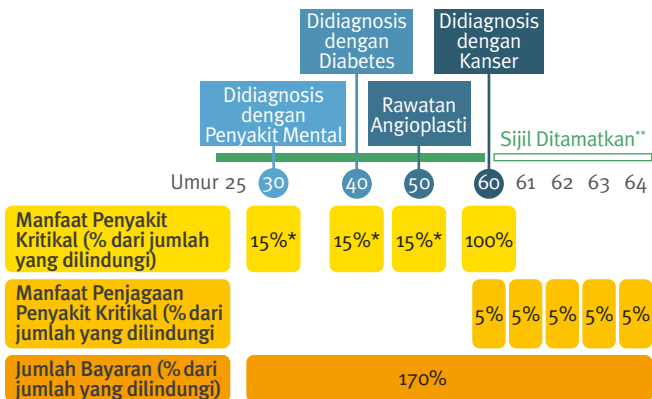 Didiagnosis
dengan
Diabetes
Didiagnosis
dengan
Kanser
Didiagnosis
dengan
Penyakit Mental
Rawatan
Angioplasti
Sijil Ditamatkan**
Umur 25 30 40 50 60 61 62 63 64
Manfaat Penyakit
Kritikal (% dari jumlah
yang dilindungi)
15%* 15%* 15%* 100%
Manfaat Penjagaan
Penyakit Kritikal (% dari
jumlah yang dilindungi
5% 5% 5% 5% 5%
Jumlah Bayaran (% dari
jumlah yang dilindungi)
170%